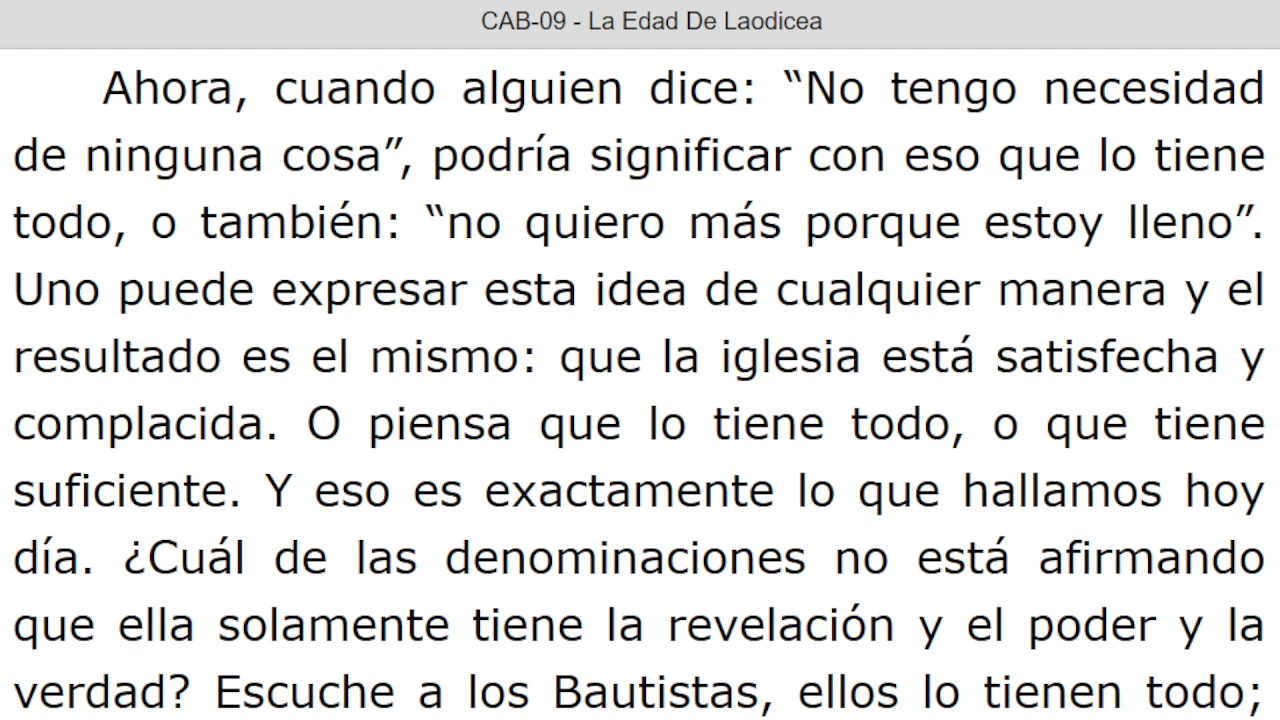 CAB-09 - La Edad De Laodicea
Ahora, cuando alguien dice: “No tengo necesidad
de ninguna cosa”, podría significar con eso que lo tiene
todo, o también: “no quiero más porque estoy lleno”.
Uno puede expresar esta idea de cualquier manera y el
resultado es el mismo: que la iglesia está satisfecha y
complacida. O piensa que lo tiene todo, o que tiene
suficiente. Y eso es exactamente lo que hallamos hoy
día. ¿Cuál de las denominaciones no está afirmando
que ella solamente tiene la revelación y el poder y la
verdad? Escuche a los Bautistas, ellos lo tienen todo;